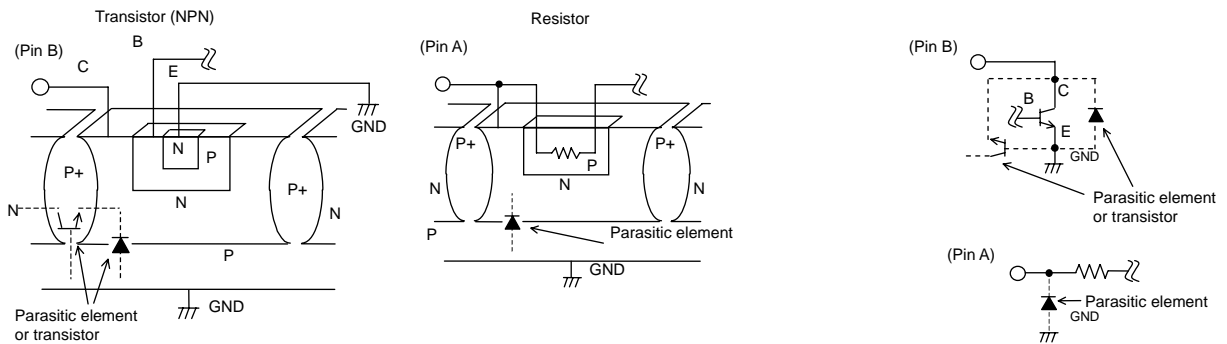 Transistor (NPN)
(Pin B)
C
B
E
GND
N
P
P+
P+
N
N
N
P
Parasitic element
or transistor
GND
Resistor
(Pin A)
P+
P+
P
N
N
N
P
Parasitic element
GND
(Pin B)
C
B
E
GND
Parasitic element
or transistor
(Pin A)
Parasitic element
GND